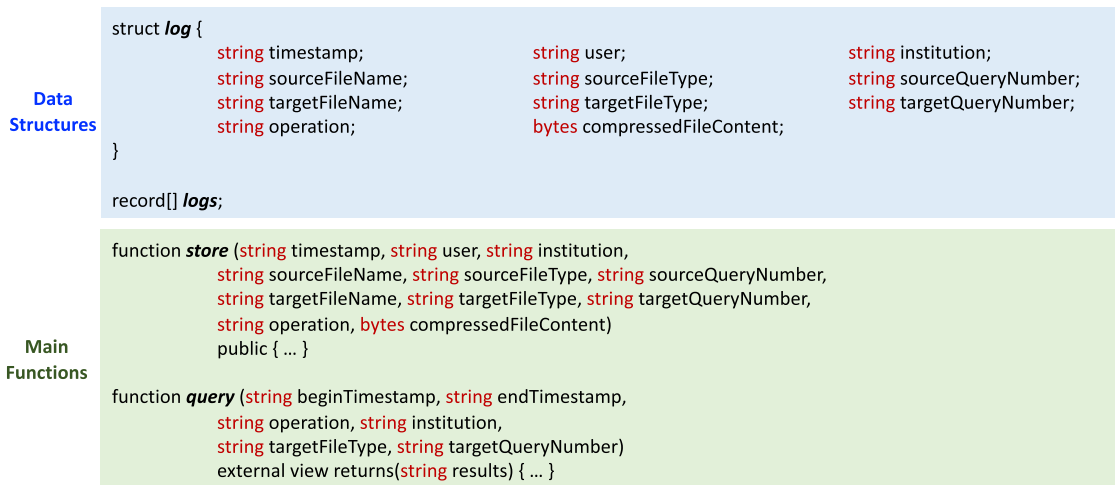 Data
Structures
struct log {
string timestamp; string user; string institution;
string sourceFileName; string sourceFileType; string sourceQueryNumber;
string targetFileName; string targetFileType; string targetQueryNumber;
string operation; bytes compressedFileContent;
}
record[] logs;
Main
Functions
function store (string timestamp, string user, string institution,
string sourceFileName, string sourceFileType, string sourceQueryNumber,
string targetFileName, string targetFileType, string targetQueryNumber,
string operation, bytes compressedFileContent)
public { … }
function query (string beginTimestamp, string endTimestamp,
string operation, string institution,
string targetFileType, string targetQueryNumber)
external view returns(string results) { … }